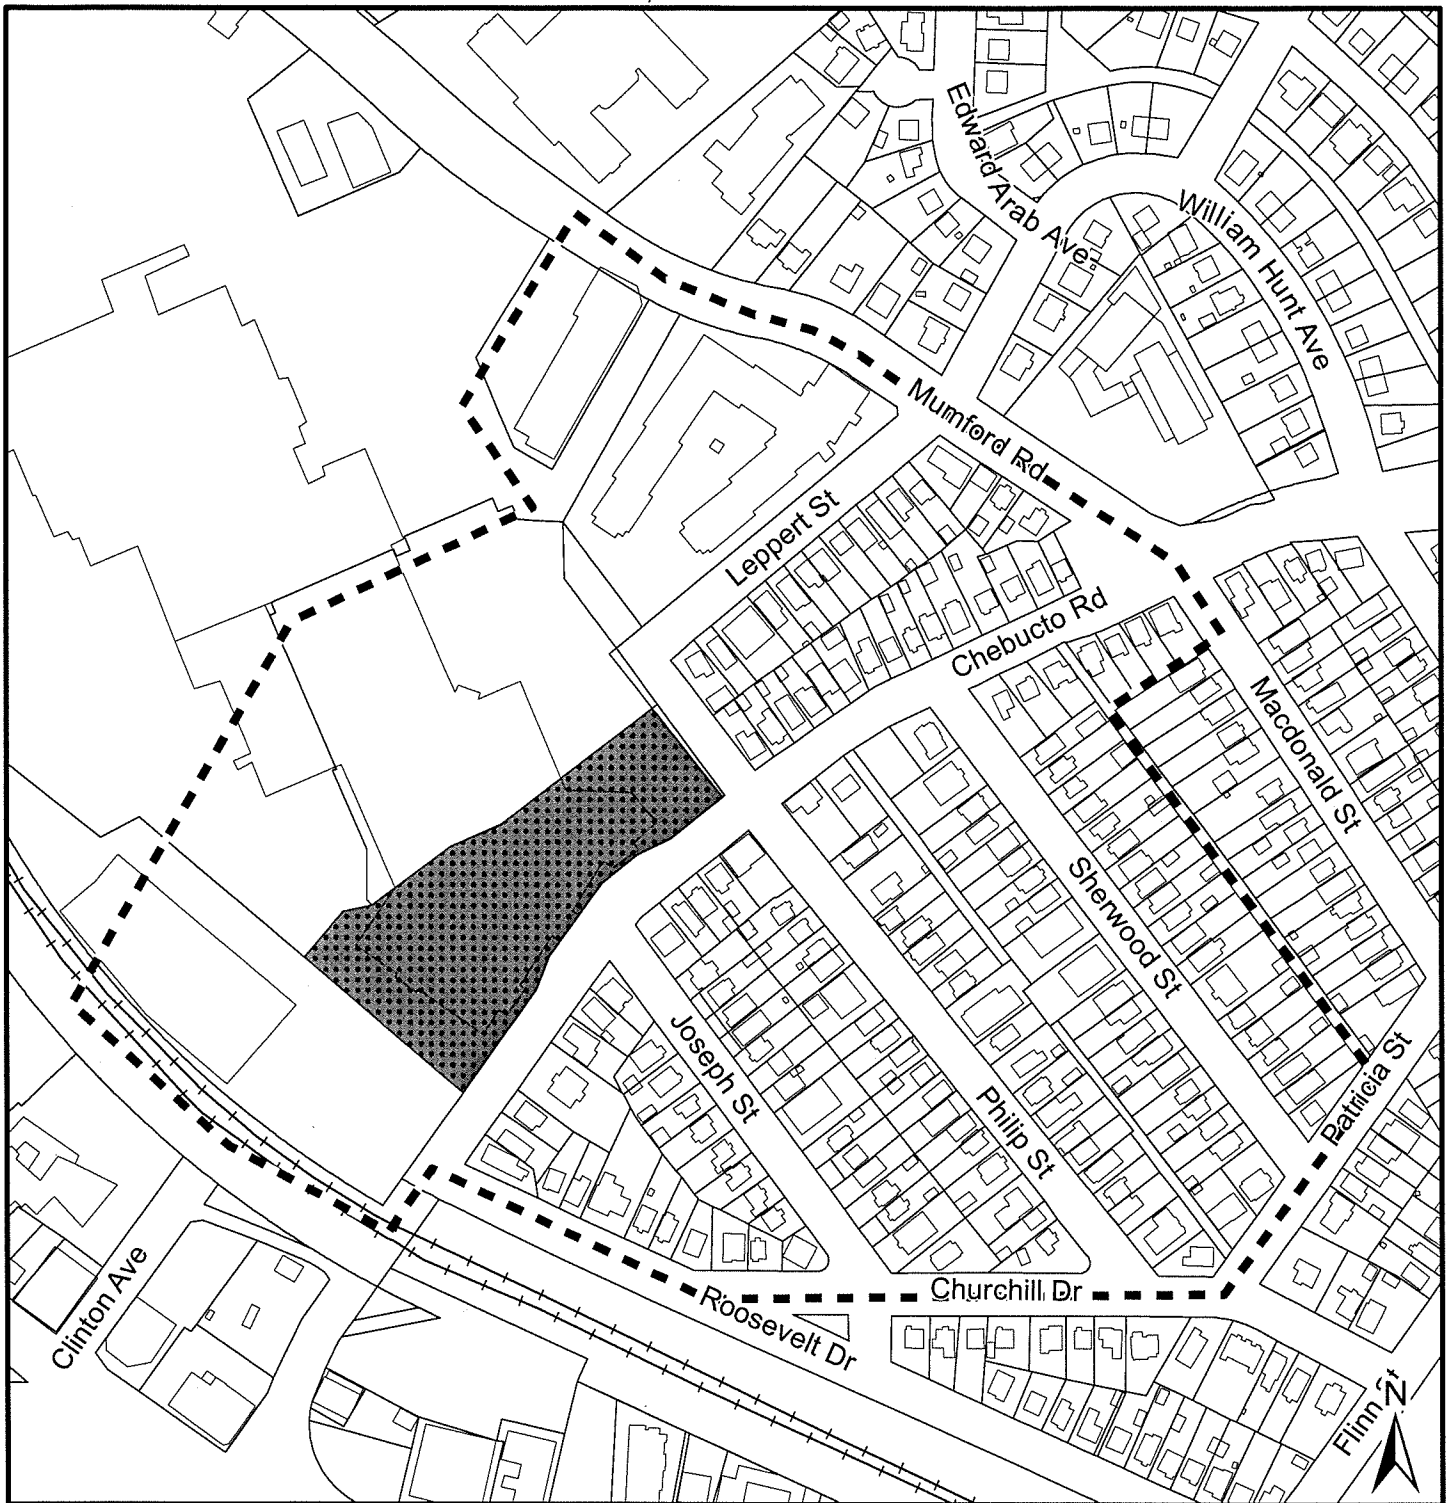 Edward Arab Ave
William Hunt Ave
Mumford Rd
Leppert St
Chebucto Rd
Macdonald St
Sherwood St
Joseph St
Philip St
Patricia St
Clinton Ave
Roosevelt Dr
Churchill Dr
Flinn
N